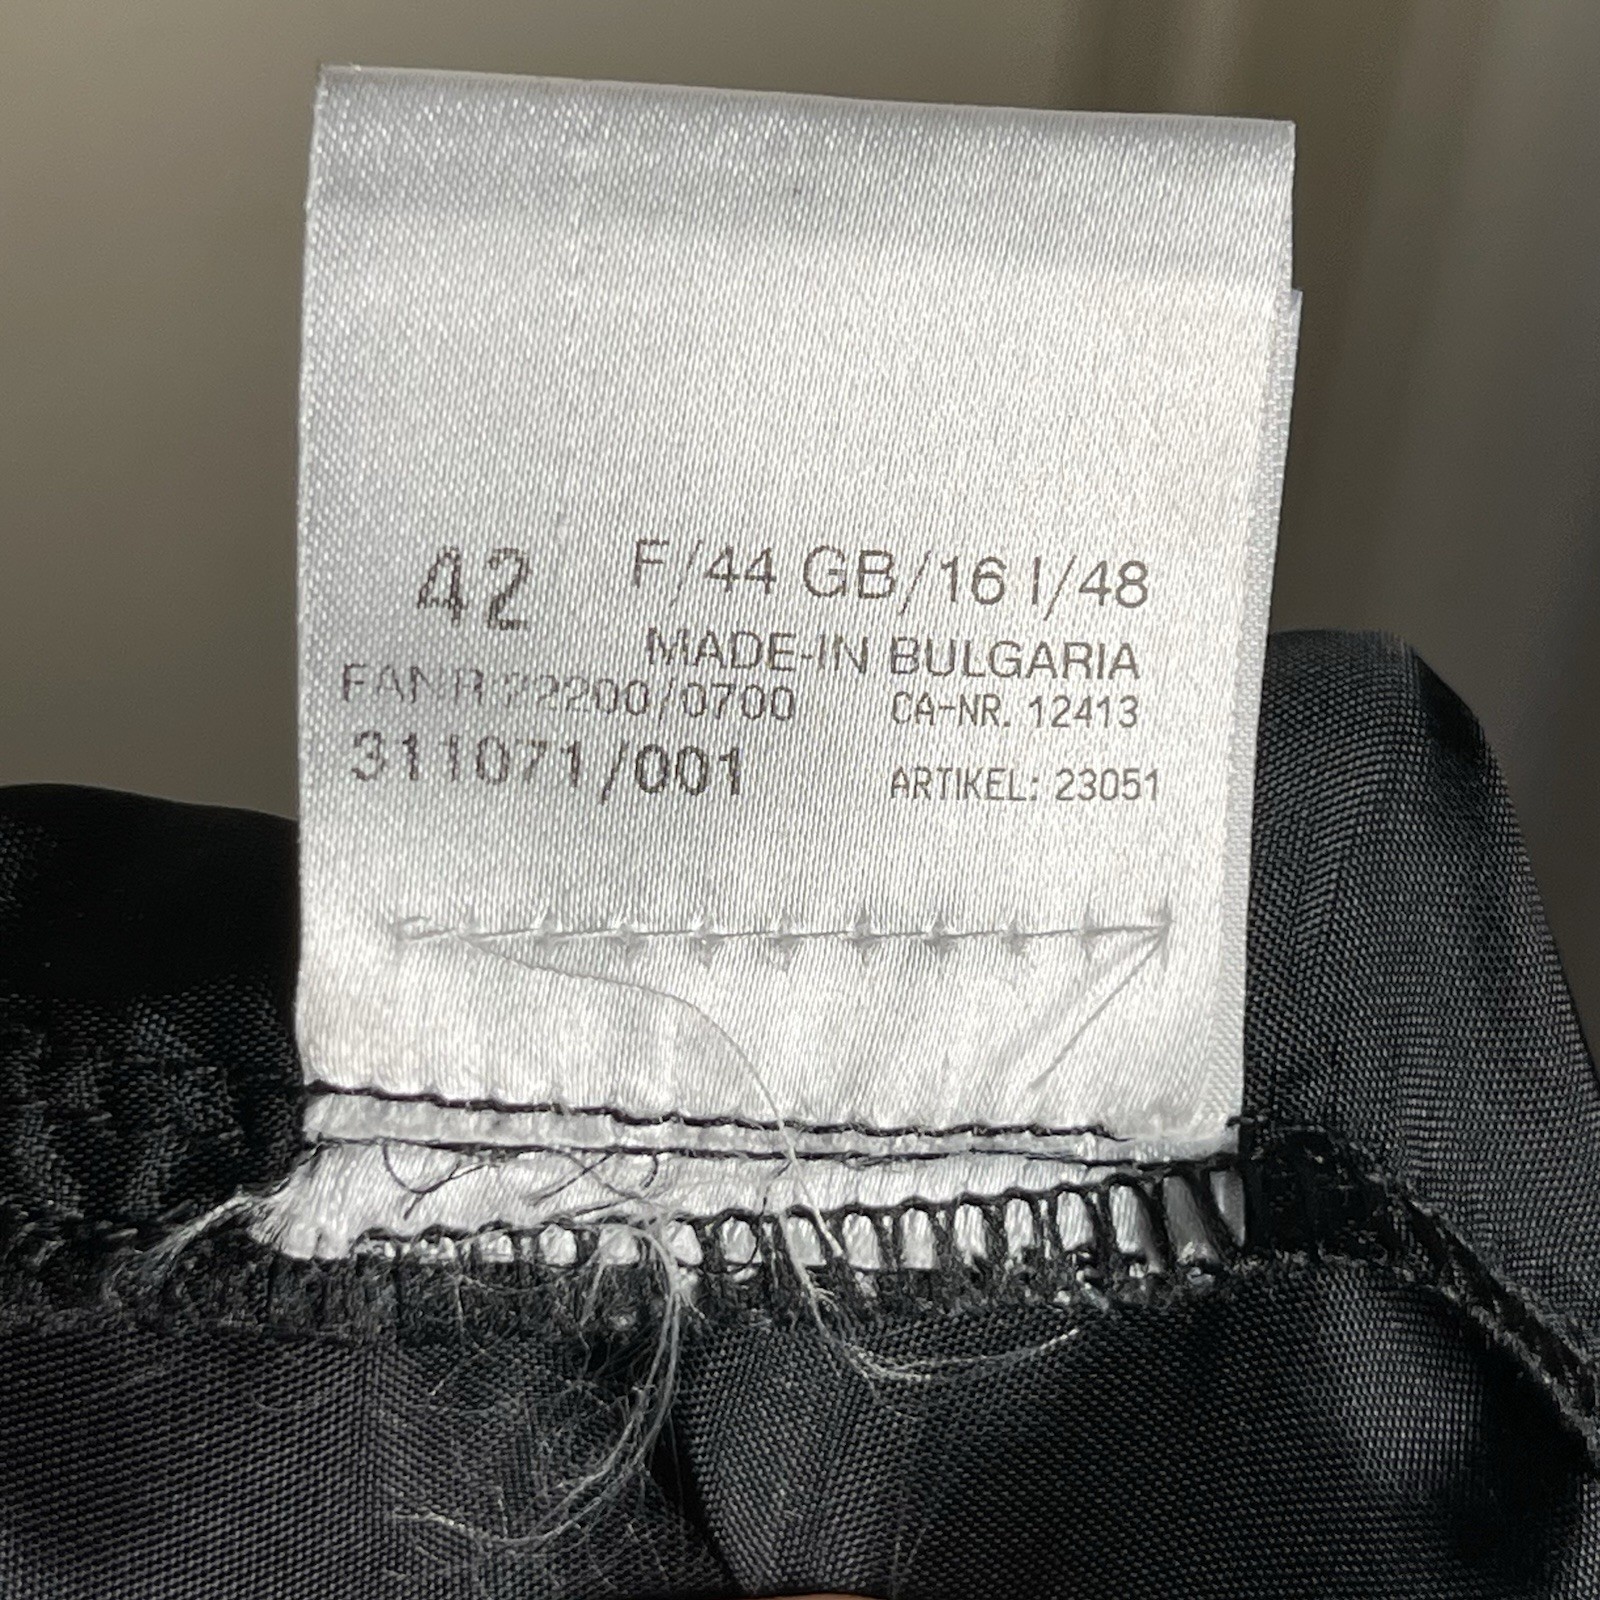 42 F/44 GB/16 I/48
MADE-IN BULGARIA
FANR 22200/0700 CA-NR. 12413
311071/001 ARTIKEL: 23051